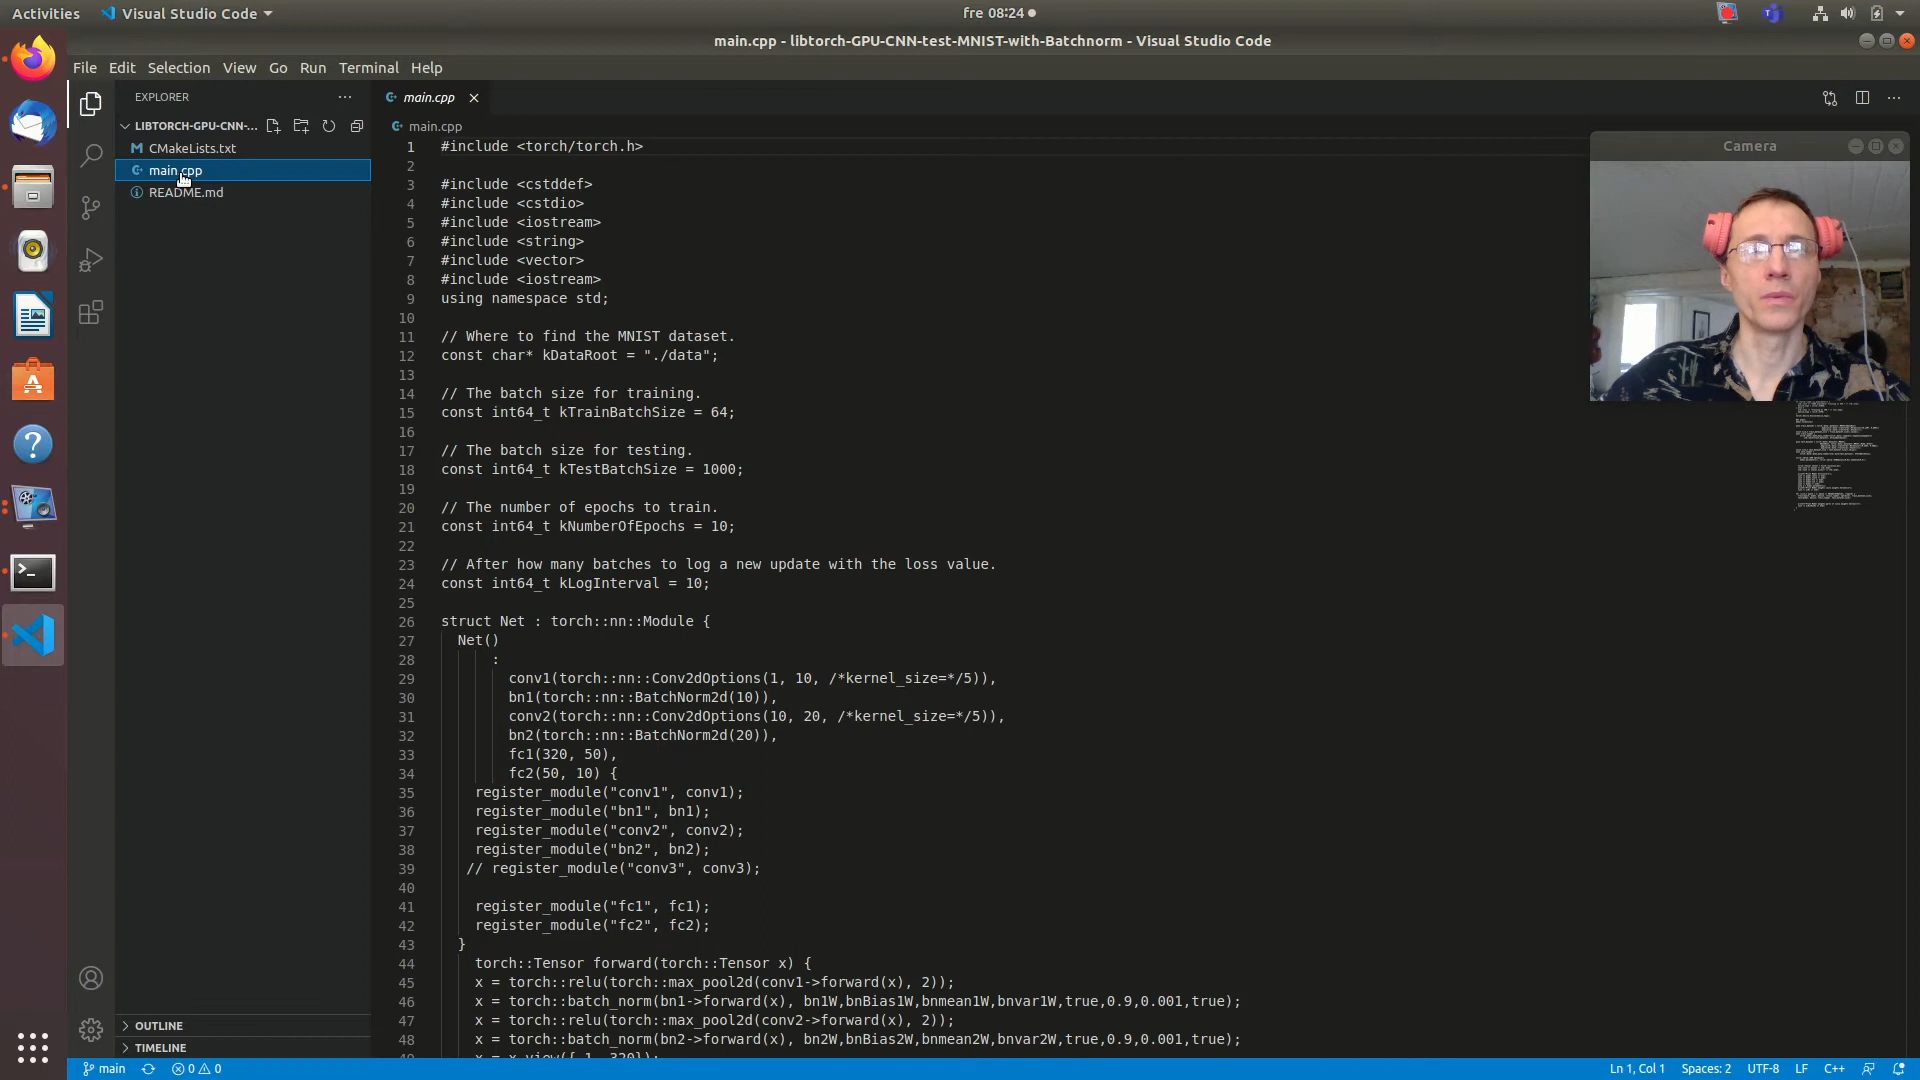 Activities
Visual Studio Code
fre 08:24
main.cpp - libtorch-GPU-CNN-test-MNIST-with-Batchnorm - Visual Studio Code
File Edit Selection View Go Run Terminal Help
EXPLORER
LIBTORCH-GPU-CNN-...
CMakeLists.txt
main.cpp
README.md
OUTLINE
TIMELINE
main.cpp
main.cpp
1 #include <torch/torch.h>
2
3 #include <cstddef>
4 #include <cstdio>
5 #include <iostream>
6 #include <string>
7 #include <vector>
8 #include <iostream>
9 using namespace std;
10
11 // Where to find the MNIST dataset.
12 const char* kDataRoot = "./data";
13
14 // The batch size for training.
15 const int64_t kTrainBatchSize = 64;
16
17 // The batch size for testing.
18 const int64_t kTestBatchSize = 1000;
19
20 // The number of epochs to train.
21 const int64_t kNumberOfEpochs = 10;
22
23 // After how many batches to log a new update with the loss value.
24 const int64_t kLogInterval = 10;
25
26 struct Net : torch::nn::Module {
27 Net()
28 :
29 conv1(torch::nn::Conv2dOptions(1, 10, /*kernel_size=*/5)),
30 bn1(torch::nn::BatchNorm2d(10)),
31 conv2(torch::nn::Conv2dOptions(10, 20, /*kernel_size=*/5)),
32 bn2(torch::nn::BatchNorm2d(20)),
33 fc1(320, 50),
34 fc2(50, 10) {
35 register_module("conv1", conv1);
36 register_module("bn1", bn1);
37 register_module("conv2", conv2);
38 register_module("bn2", bn2);
39 // register_module("conv3", conv3);
40
41 register_module("fc1", fc1);
42 register_module("fc2", fc2);
43 }
44 torch::Tensor forward(torch::Tensor x) {
45 x = torch::relu(torch::max_pool2d(conv1->forward(x), 2));
46 x = torch::batch_norm(bn1->forward(x), bn1W,bnBias1W,bnmean1W,bnvar1W,true,0.9,0.001,true);
47 x = torch::relu(torch::max_pool2d(conv2->forward(x), 2));
48 x = torch::batch_norm(bn2->forward(x), bn2W,bnBias2W,bnmean2W,bnvar2W,true,0.9,0.001,true);
49 x = x.view({-1, 320});
Camera
main
0 0
Ln 1, Col 1 Spaces: 2 UTF-8 LF C++